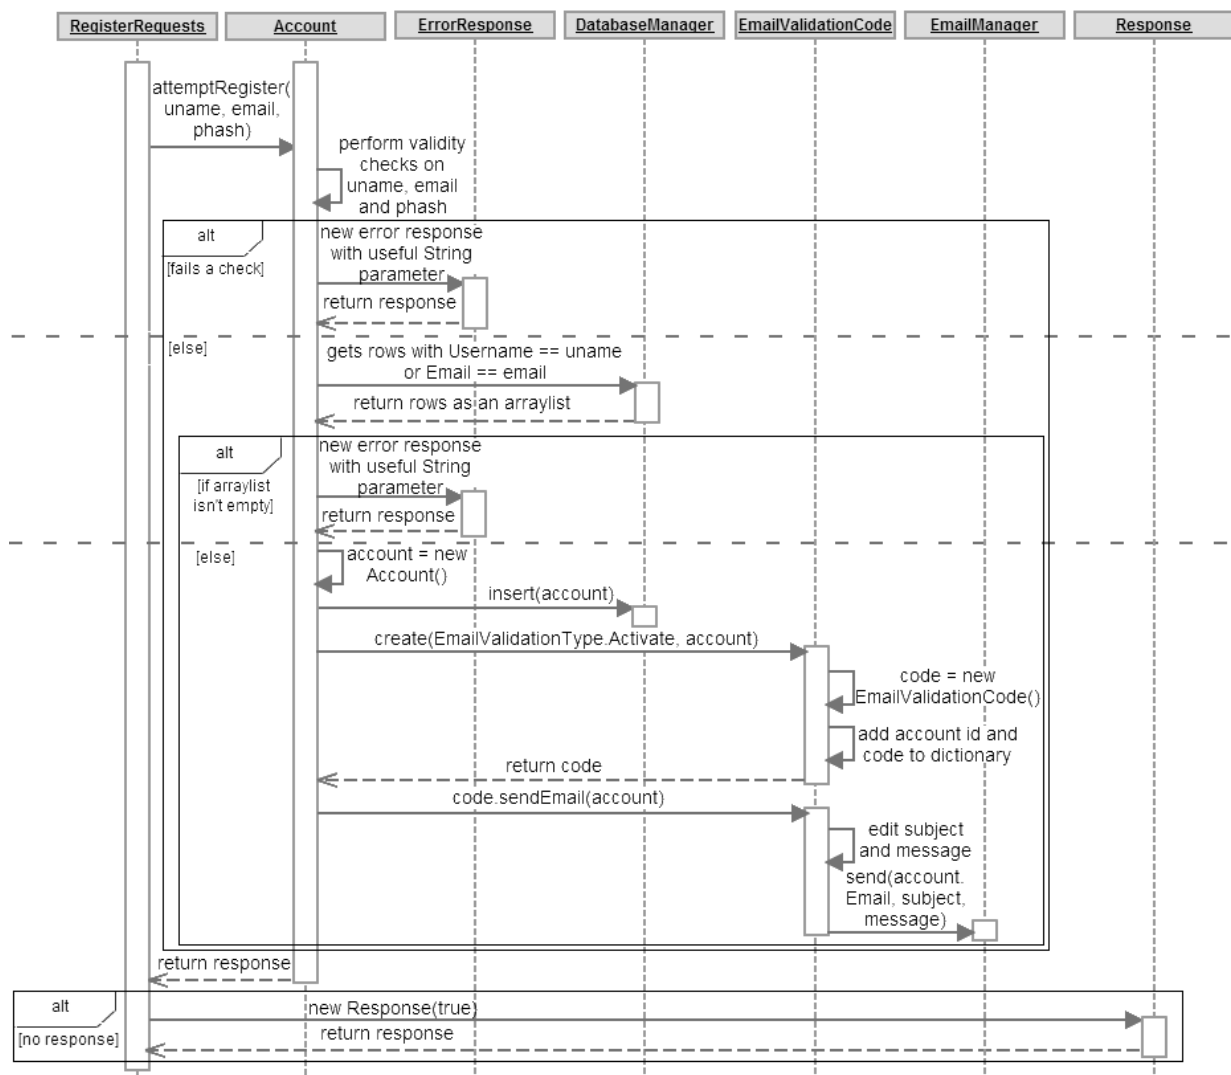 RegisterRequests
Account
ErrorResponse
DatabaseManager
EmailValidationCode
EmailManager
Response
attemptRegister(
uname, email,
phash)
perform validity
checks on
uname, email
and phash
alt
[fails a check]
new error response
with useful String
parameter
return response
[else]
gets rows with Username == uname
or Email == email
return rows as an arraylist
alt
[if arraylist
isn't empty]
new error response
with useful String
parameter
return response
[else]
account = new
Account()
insert(account)
create(EmailValidationType.Activate, account)
code = new
EmailValidationCode()
add account id and
code to dictionary
return code
code.sendEmail(account)
edit subject
and message
send(account.
Email, subject,
message)
return response
alt
[no response]
new Response(true)
return response